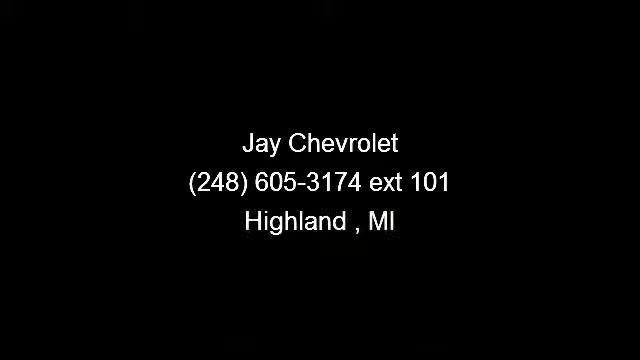 Jay Chevrolet
(248) 605-3174 ext 101
Highland , MI